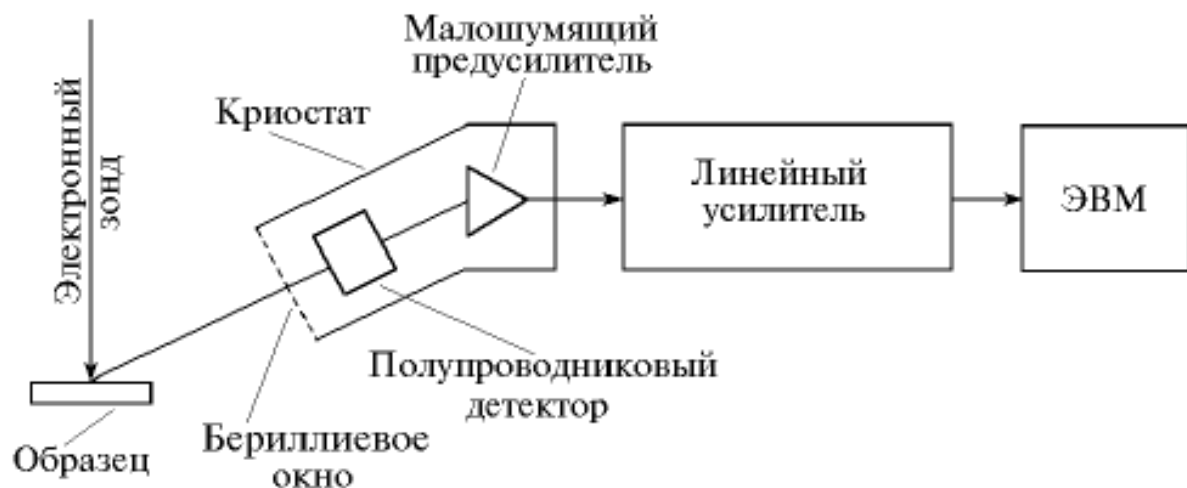 Малошумящий
предусилитель
Криостат
Электронный
зонд
Линейный
усилитель
ЭВМ
Полупроводниковый
детектор
Бериллиевое
окно
Образец